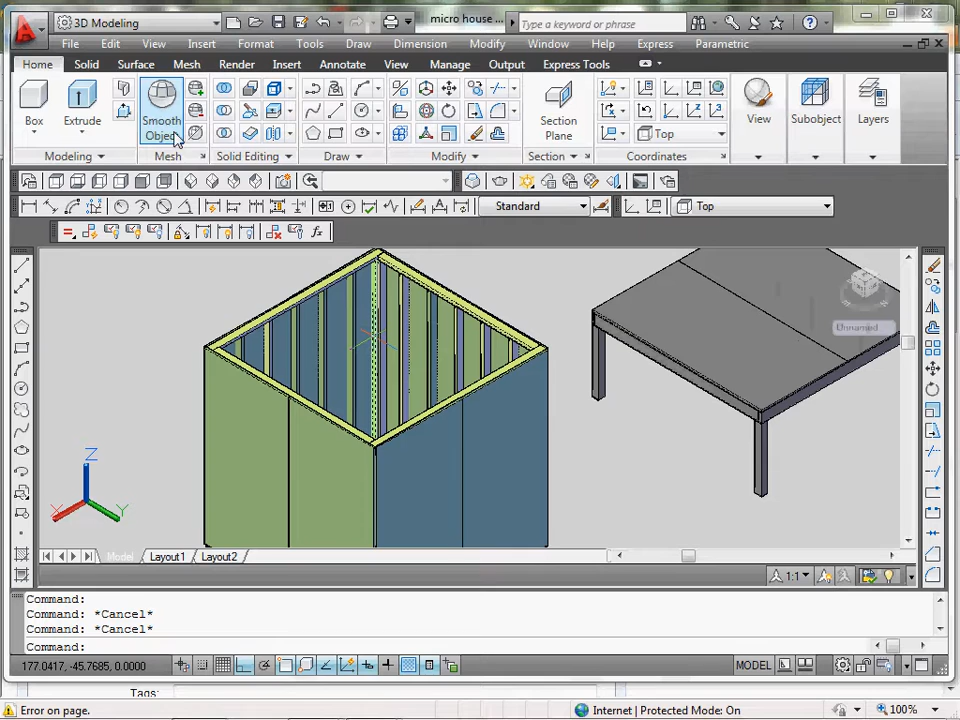 3D Modeling
micro house ...
Type a keyword or phrase
File Edit View Insert Format Tools Draw Dimension Modify Window Help Express Parametric
Home Solid Surface Mesh Render Insert Annotate View Manage Output Express Tools
Box
Extrude
Smooth
Object
Section
Plane
Top
View
Subobject
Layers
Modeling
Mesh
Solid Editing
Draw
Modify
Section
Coordinates
Standard
Top
fx
Unnamed
Z
X
Y
Model Layout1 Layout2
1:1
Command:
Command: *Cancel*
Command: *Cancel*
Command:
177.0417, -45.7685, 0.0000
MODEL
Tags:
Error on page.
Internet | Protected Mode: On
100%